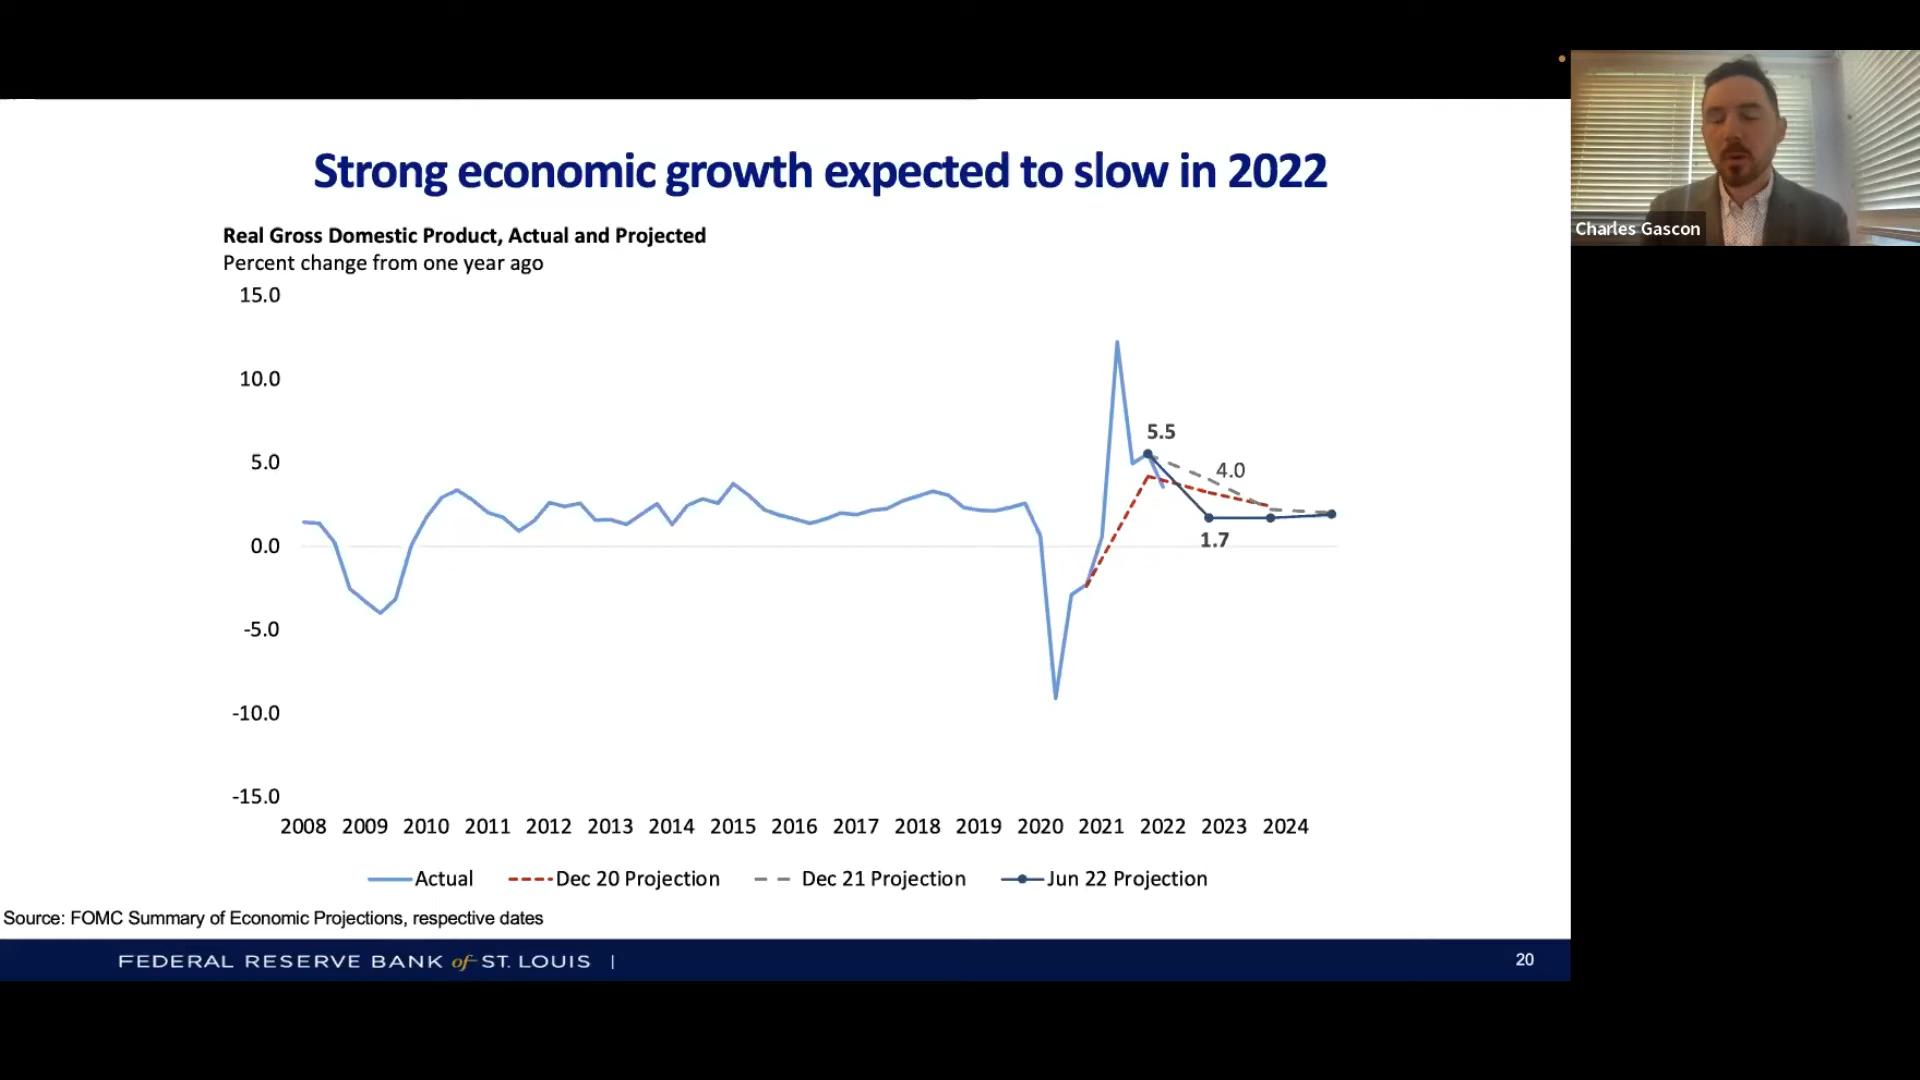 Strong economic growth expected to slow in 2022
Charles Gascon
Real Gross Domestic Product, Actual and Projected
Percent change from one year ago
15.0
10.0
5.0
0.0
-5.0
-10.0
-15.0
5.5
4.0
1.7
2008 2009 2010 2011 2012 2013 2014 2015 2016 2017 2018 2019 2020 2021 2022 2023 2024
Actual Dec 20 Projection Dec 21 Projection Jun 22 Projection
Source: FOMC Summary of Economic Projections, respective dates
FEDERAL RESERVE BANK of ST. LOUIS |
20